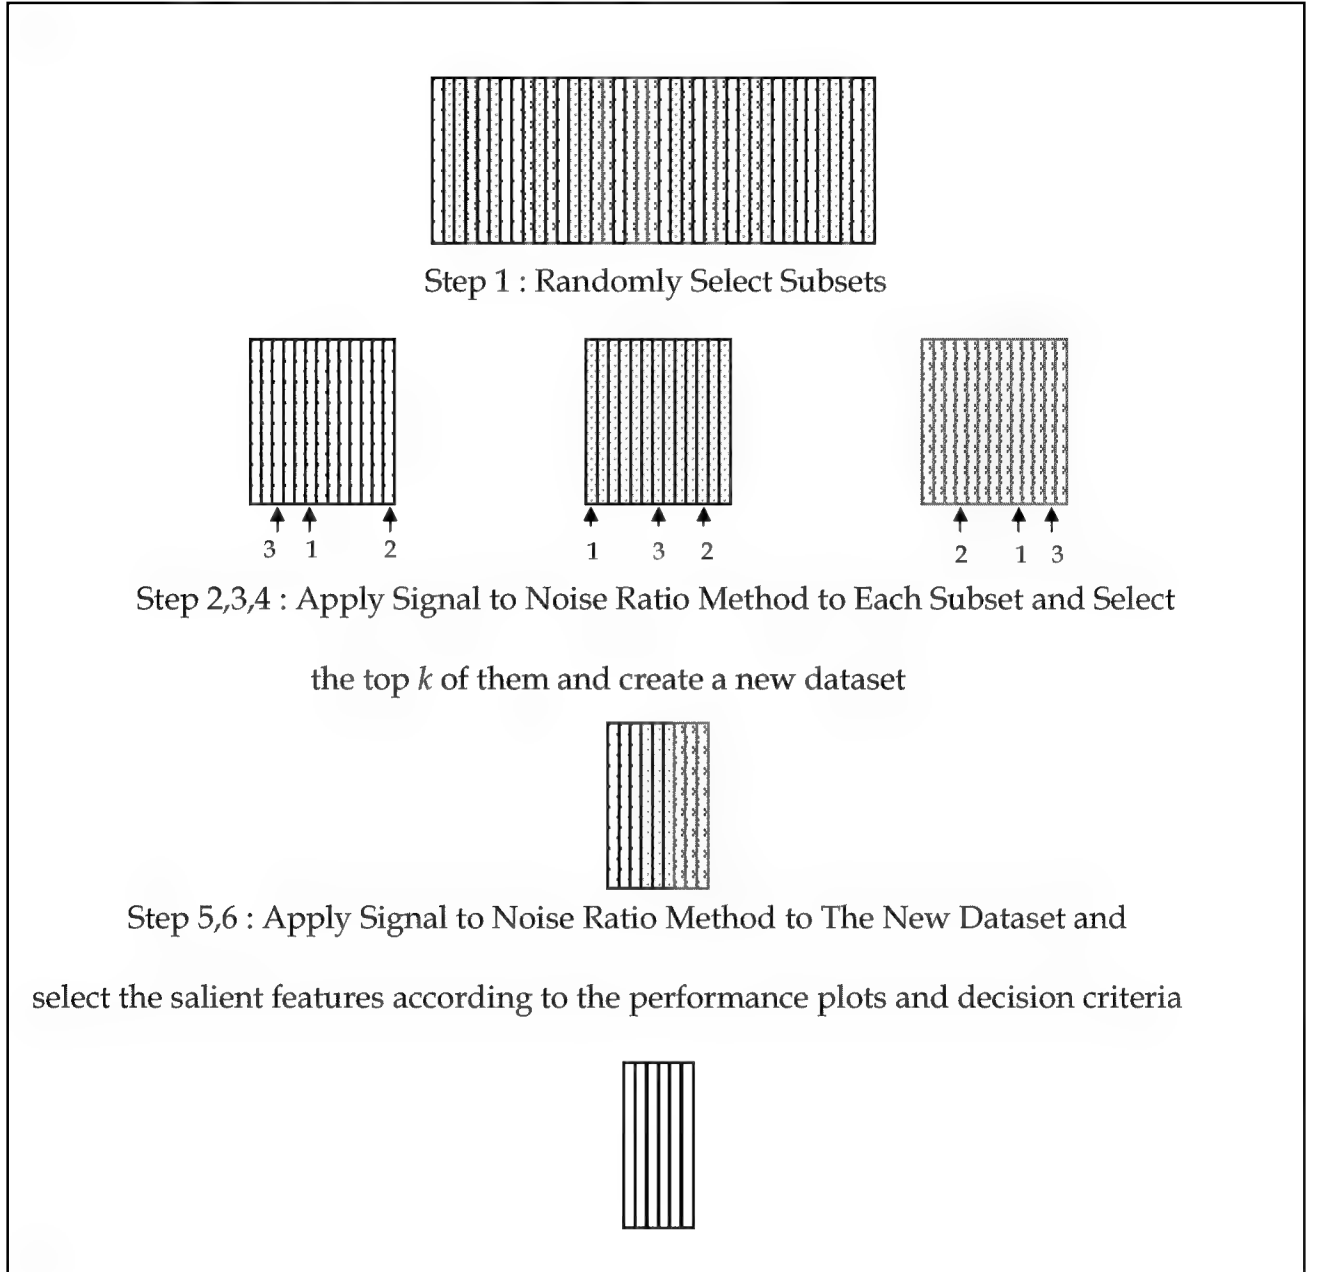 Step 1 : Randomly Select Subsets
3 1 2
1 3 2
2 1 3
Step 2,3,4 : Apply Signal to Noise Ratio Method to Each Subset and Select
the top k of them and create a new dataset
Step 5,6 : Apply Signal to Noise Ratio Method to The New Dataset and
select the salient features according to the performance plots and decision criteria